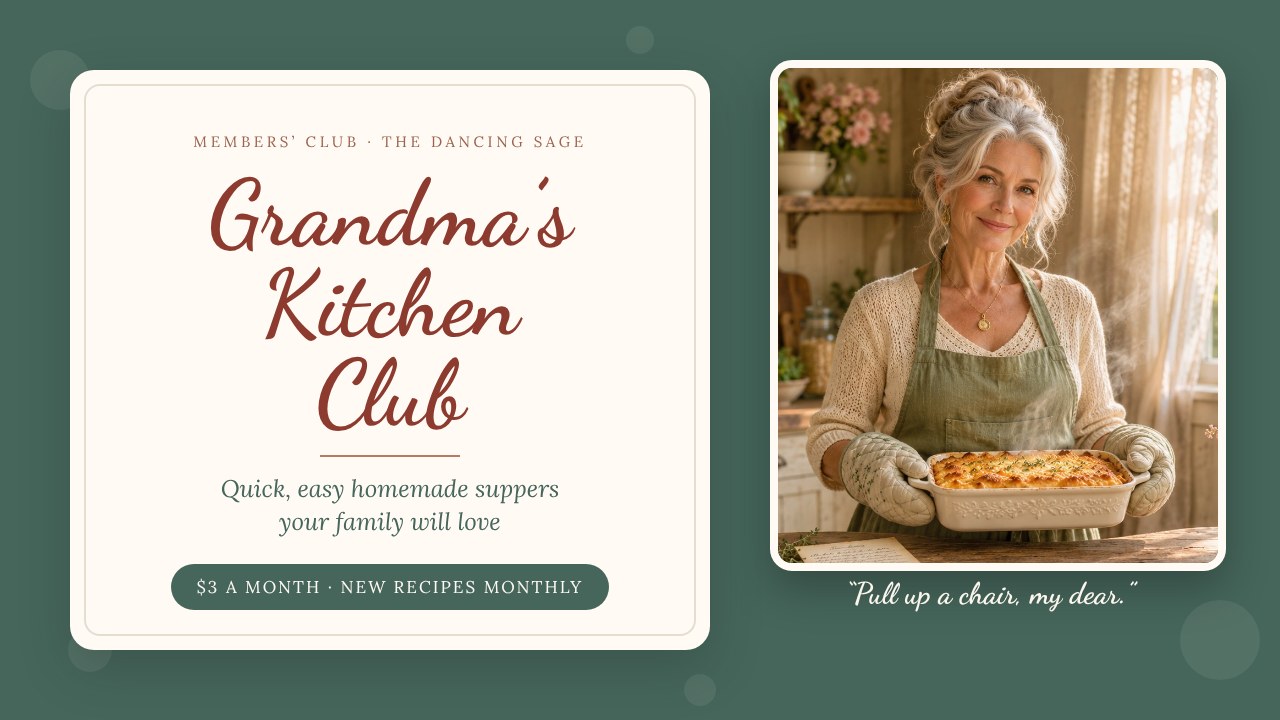 MEMBERS’ CLUB · THE DANCING SAGE
Grandma’s
Kitchen
Club
Quick, easy homemade suppers
your family will love
$3 A MONTH · NEW RECIPES MONTHLY
“Pull up a chair, my dear.”